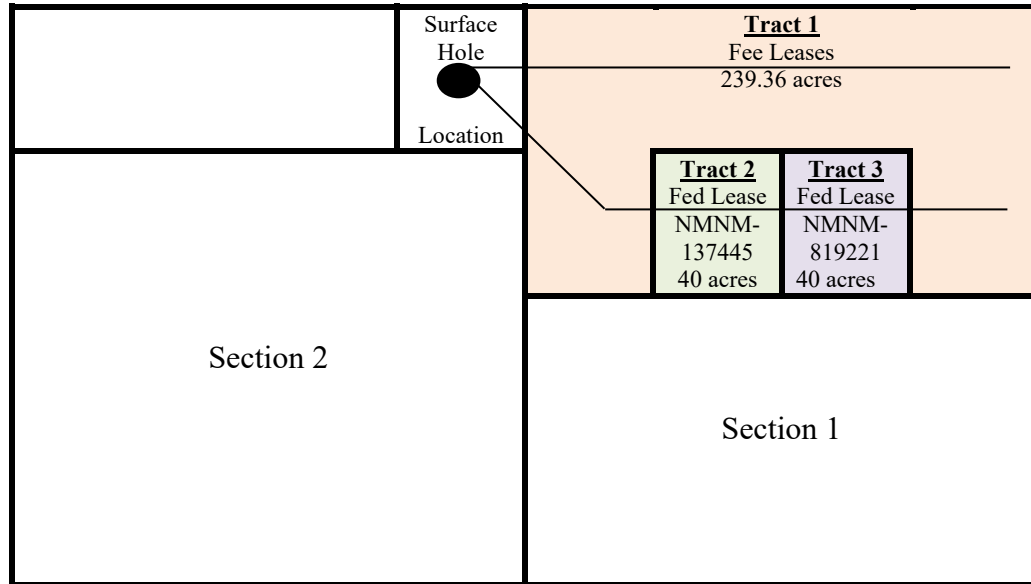 Surface
Hole
Location
Tract 1
Fee Leases
239.36 acres
Tract 2
Fed Lease
NMNM-
137445
40 acres
Tract 3
Fed Lease
NMNM-
819221
40 acres
Section 2
Section 1